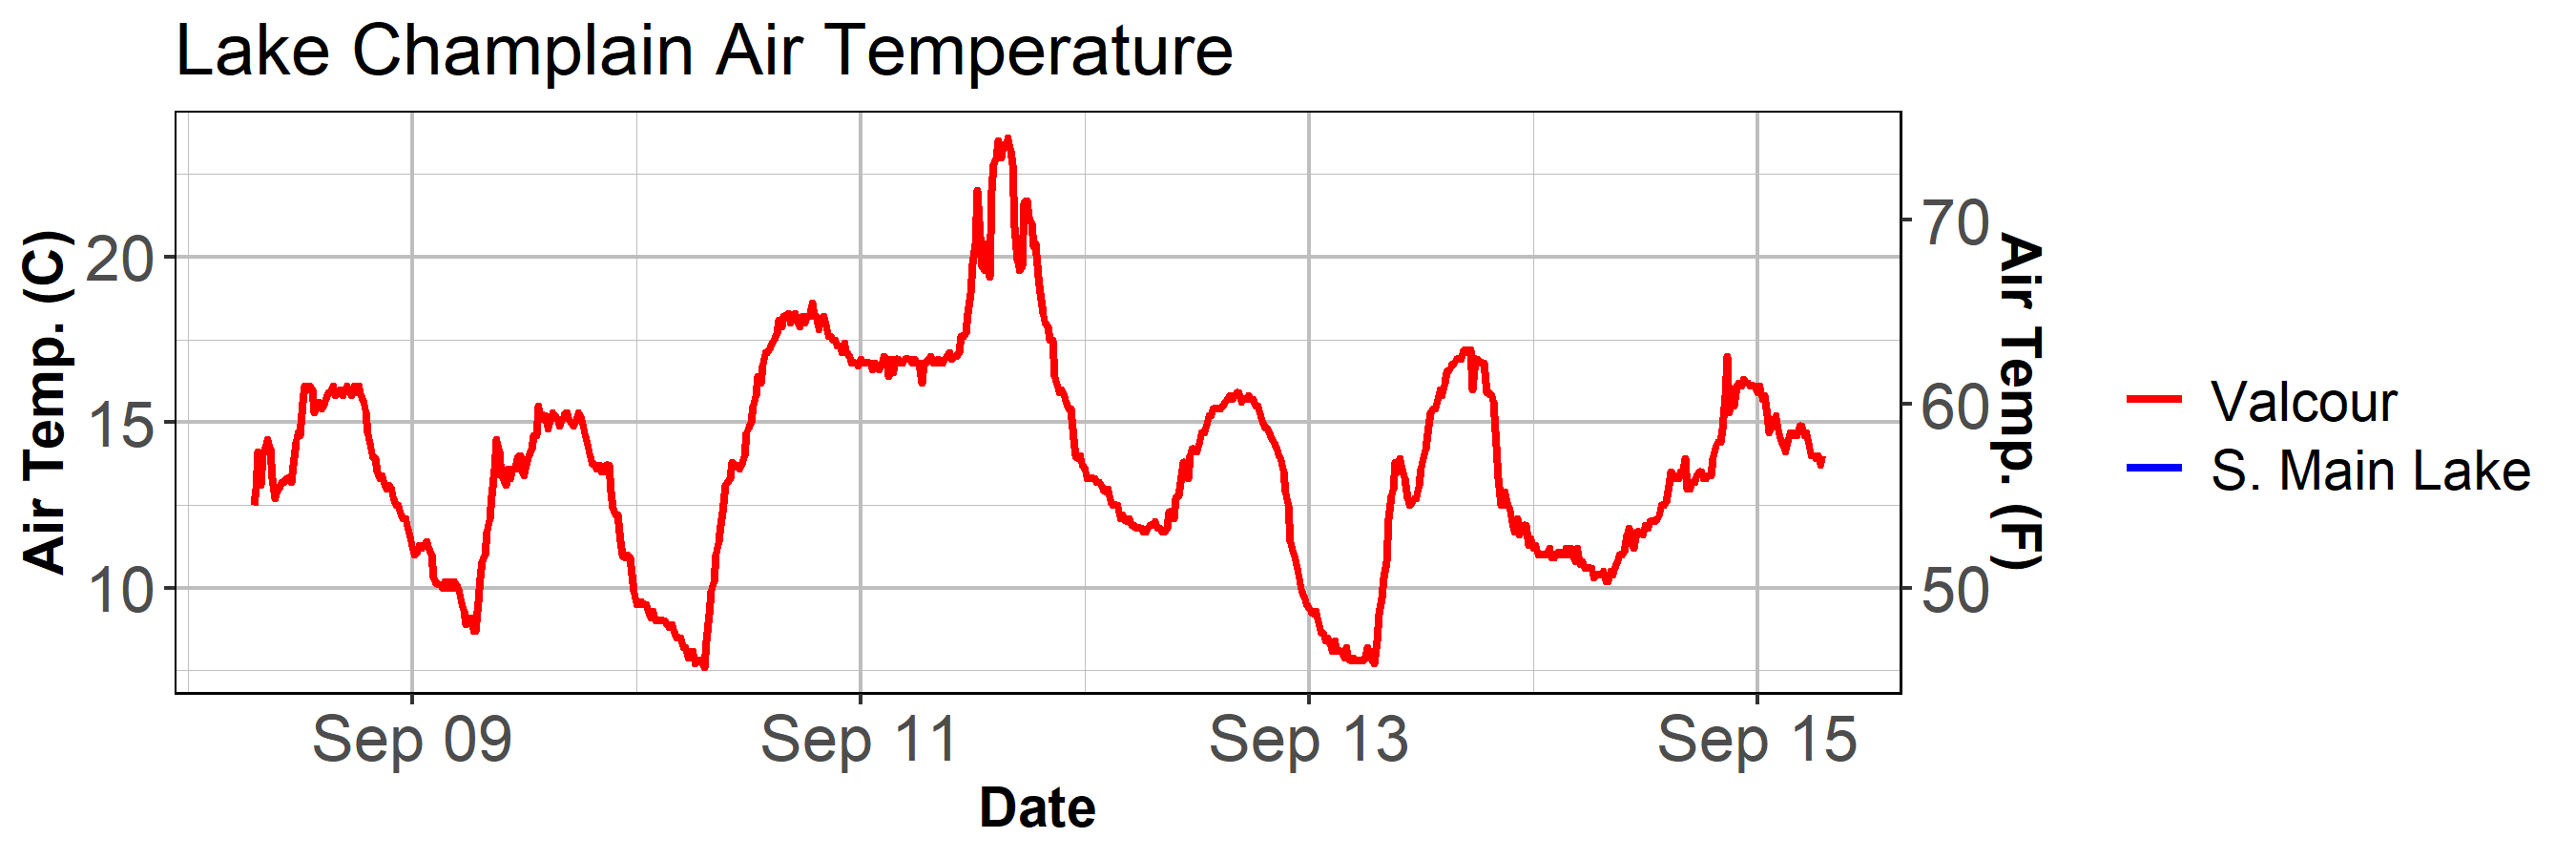 Lake Champlain Air Temperature
Air Temp. (C)
20
15
10
70
60
50
Air Temp. (F)
Sep 09
Sep 11
Sep 13
Sep 15
Date
Valcour
S. Main Lake